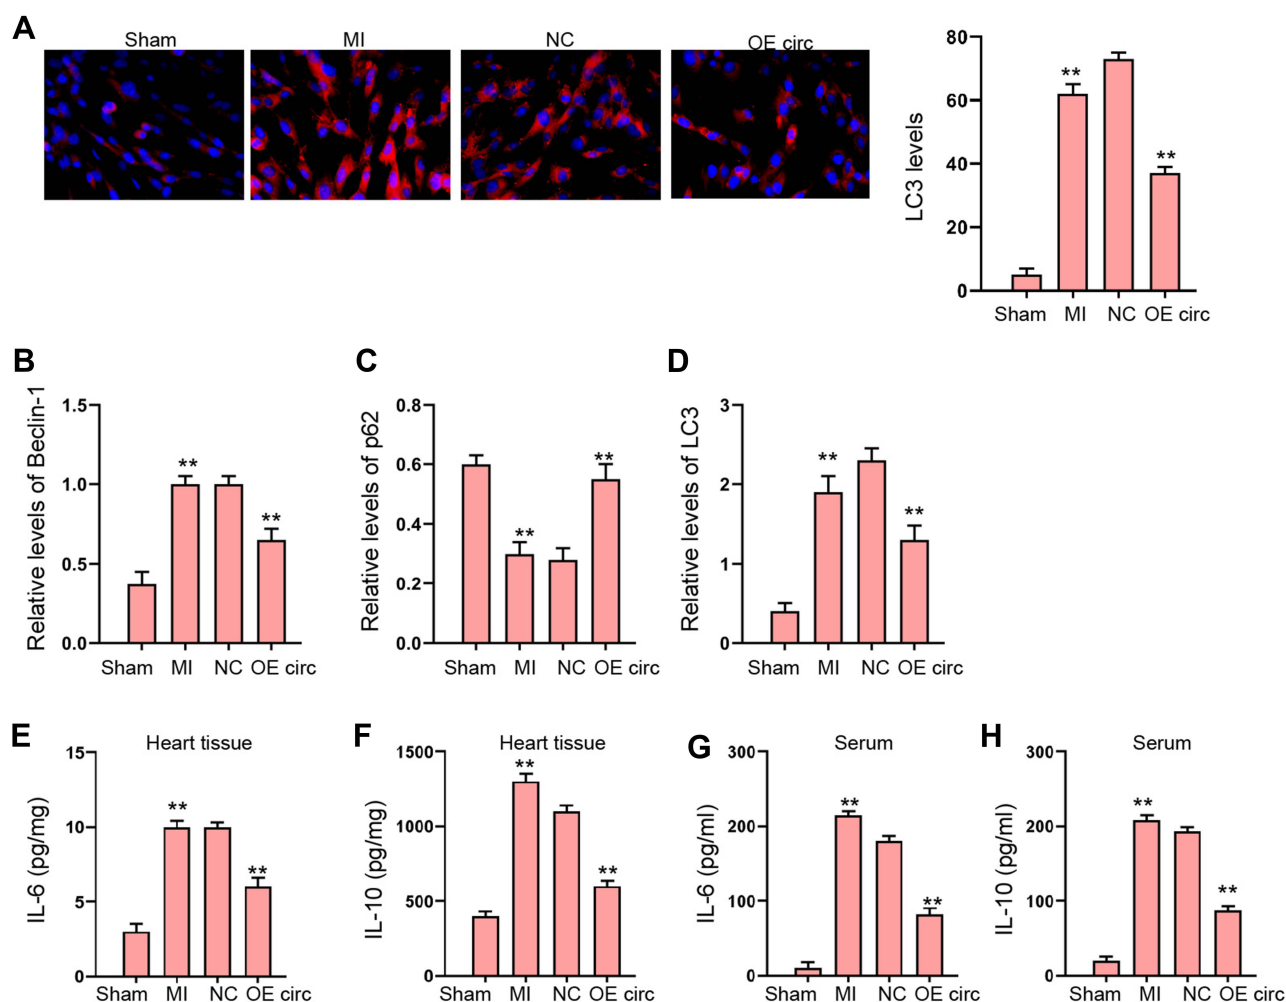 A
Sham MI NC OE circ
LC3 levels
80
60
40
20
0
** **
Sham MI NC OE circ
B
Relative levels of Beclin-1
1.5
1.0
0.5
0.0
** **
Sham MI NC OE circ
C
Relative levels of p62
0.8
0.6
0.4
0.2
0.0
** **
Sham MI NC OE circ
D
Relative levels of LC3
3
2
1
0
** **
Sham MI NC OE circ
E
Heart tissue
IL-6 (pg/mg)
15
10
5
0
** **
Sham MI NC OE circ
F
Heart tissue
IL-10 (pg/mg)
1500
1000
500
0
** **
Sham MI NC OE circ
G
Serum
IL-6 (pg/ml)
300
200
100
0
** **
Sham MI NC OE circ
H
Serum
IL-10 (pg/ml)
300
200
100
0
** **
Sham MI NC OE circ